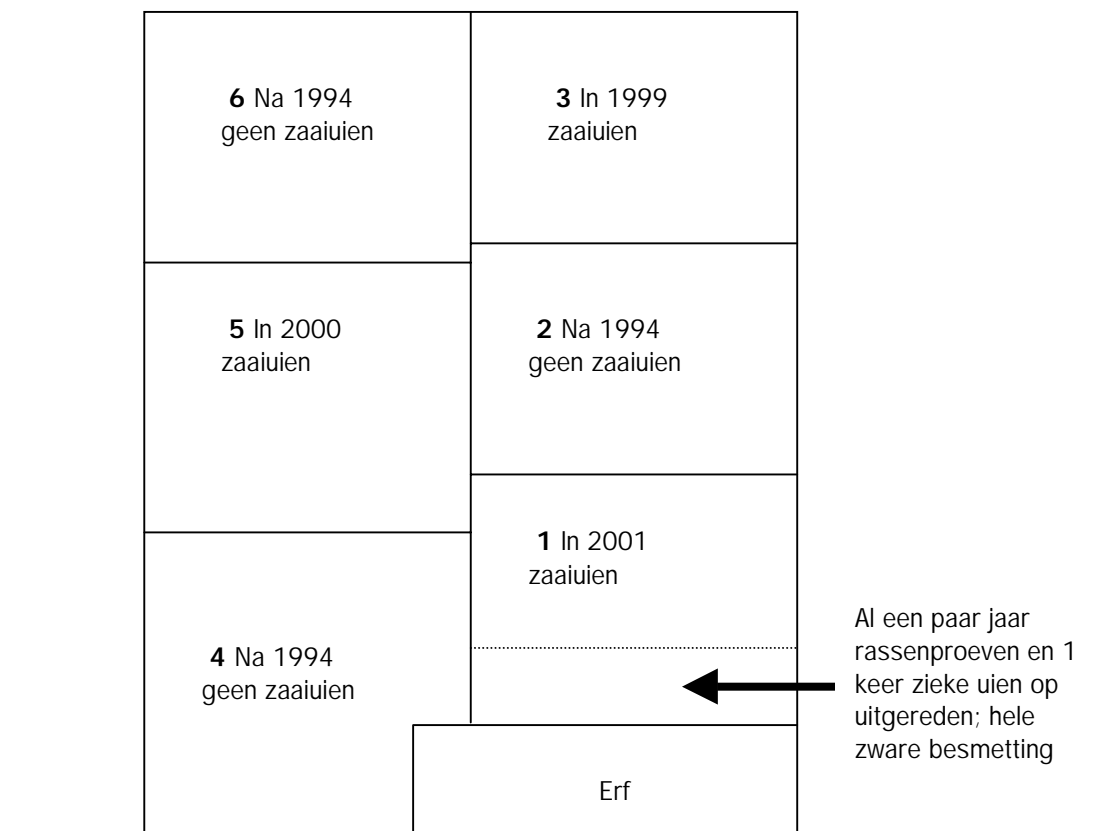 6 Na 1994
geen zaaiuien
3 In 1999
zaaiuien
5 In 2000
zaaiuien
2 Na 1994
geen zaaiuien
1 In 2001
zaaiuien
4 Na 1994
geen zaaiuien
Al een paar jaar
rassenproeven en 1
keer zieke uien op
uitgereden; hele
zware besmetting
Erf